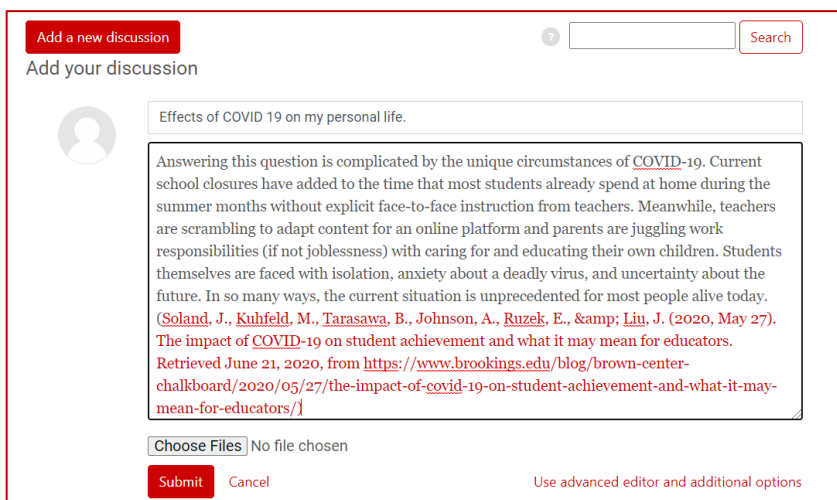 Add a new discussion
?
Search
Add your discussion
Effects of COVID 19 on my personal life.
Answering this question is complicated by the unique circumstances of COVID-19. Current
school closures have added to the time that most students already spend at home during the
summer months without explicit face-to-face instruction from teachers. Meanwhile, teachers
are scrambling to adapt content for an online platform and parents are juggling work
responsibilities (if not joblessness) with caring for and educating their own children. Students
themselves are faced with isolation, anxiety about a deadly virus, and uncertainty about the
future. In so many ways, the current situation is unprecedented for most people alive today.
(Soland, J., Kuhfeld, M., Tarasawa, B., Johnson, A., Ruzek, E., &amp; Liu, J. (2020, May 27).
The impact of COVID-19 on student achievement and what it may mean for educators.
Retrieved June 21, 2020, from https://www.brookings.edu/blog/brown-center-
chalkboard/2020/05/27/the-impact-of-covid-19-on-student-achievement-and-what-it-may-
mean-for-educators/)
Choose Files No file chosen
Submit Cancel Use advanced editor and additional options